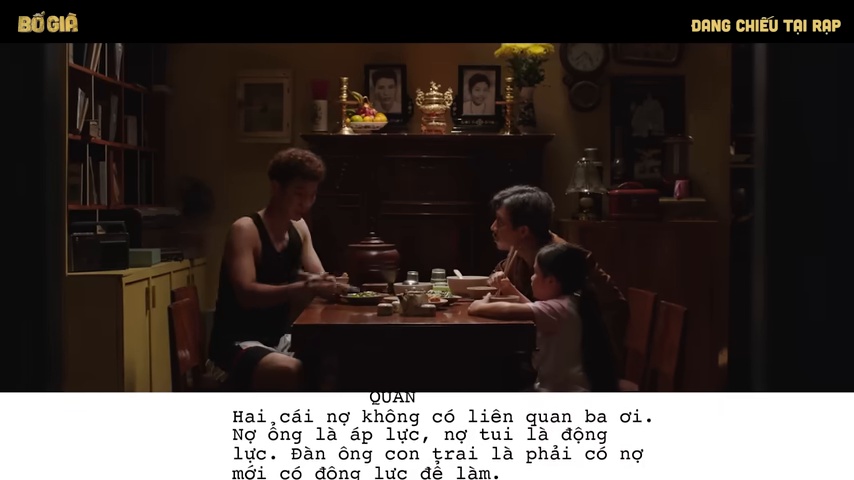 BỐ GIÀ
ĐANG CHIẾU TẠI RẠP
QUÂN
Hai cái nợ không có liên quan ba ơi.
Nợ ổng là áp lực, nợ tui là động
lực. Đàn ông con trai là phải có nợ
mới có động lực để làm.